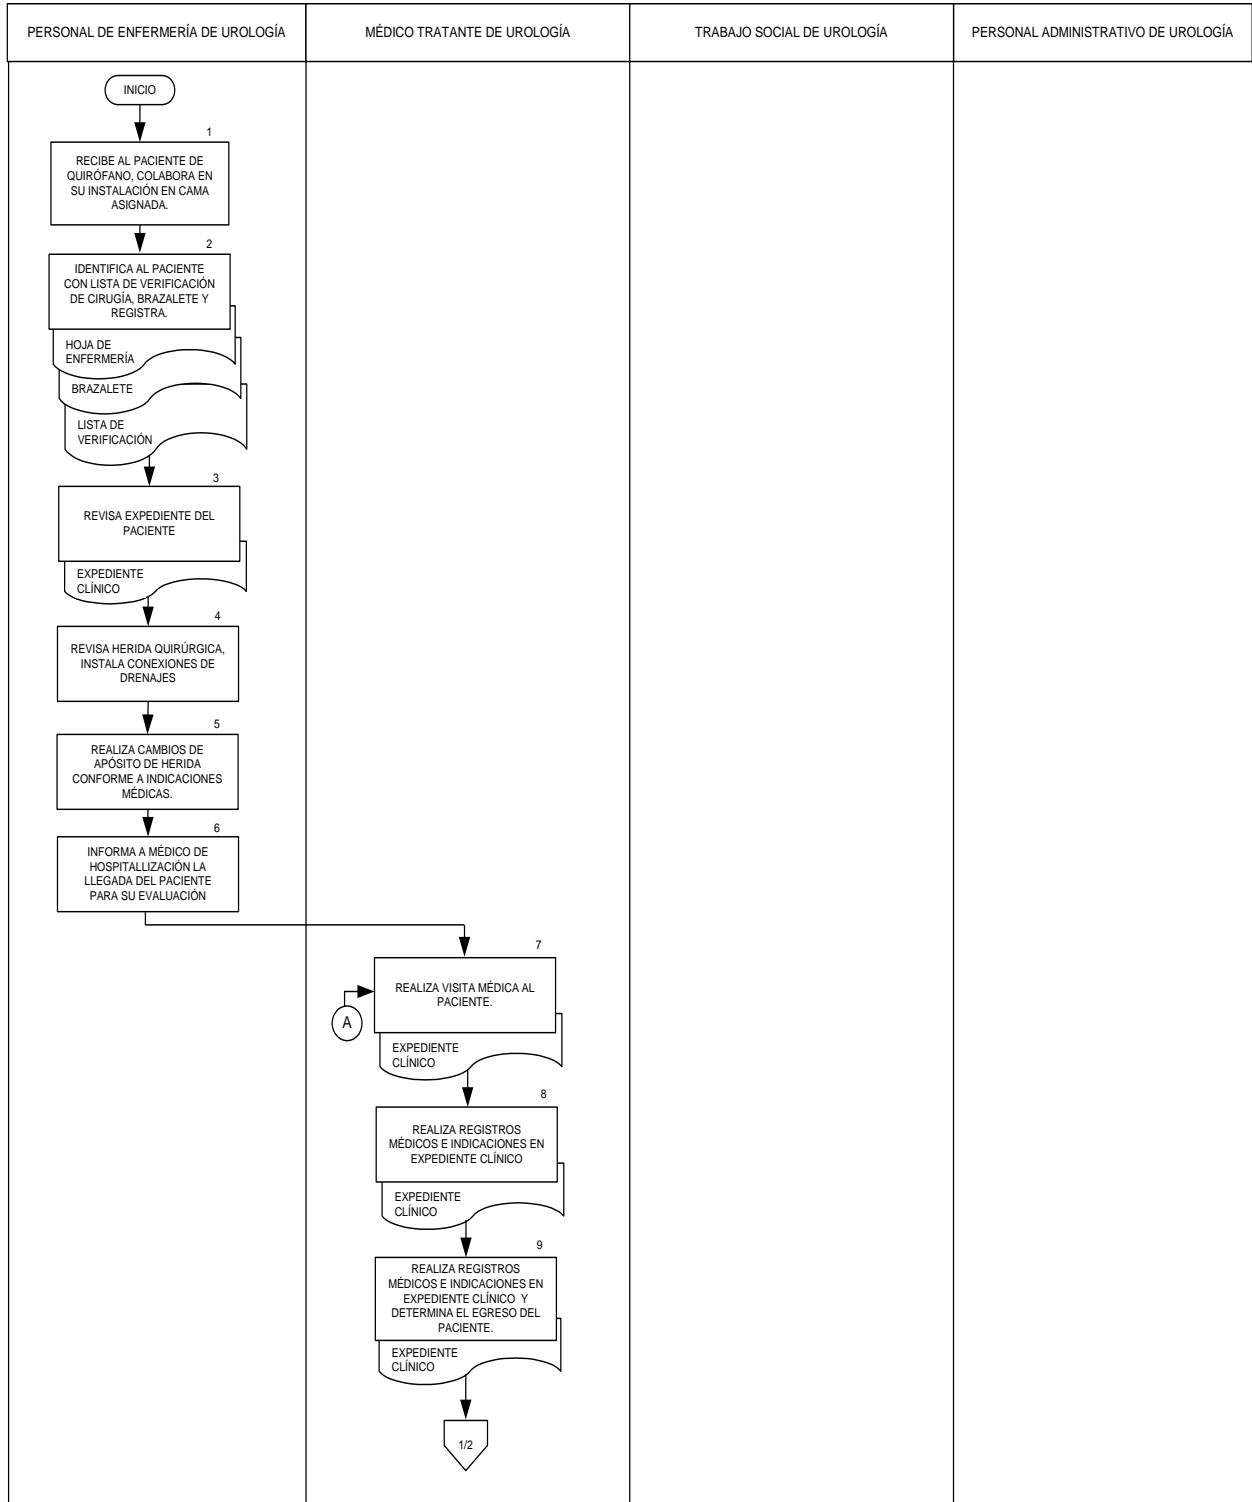 PERSONAL DE ENFERMERÍA DE UROLOGÍA
MÉDICO TRATANTE DE UROLOGÍA
TRABAJO SOCIAL DE UROLOGÍA
PERSONAL ADMINISTRATIVO DE UROLOGÍA
INICIO
1
RECIBE AL PACIENTE DE
QUIRÓFANO, COLABORA EN
SU INSTALACIÓN EN CAMA
ASIGNADA.
2
IDENTIFICA AL PACIENTE
CON LISTA DE VERIFICACIÓN
DE CIRUGÍA, BRAZALETE Y
REGISTRA.
HOJA DE
ENFERMERÍA
BRAZALETE
LISTA DE
VERIFICACIÓN
3
REVISA EXPEDIENTE DEL
PACIENTE
EXPEDIENTE
CLÍNICO
4
REVISA HERIDA QUIRÚRGICA,
INSTALA CONEXIONES DE
DRENAJES
5
REALIZA CAMBIOS DE
APÓSITO DE HERIDA
CONFORME A INDICACIONES
MÉDICAS.
6
INFORMA A MÉDICO DE
HOSPITALLIZACIÓN LA
LLEGADA DEL PACIENTE
PARA SU EVALUACIÓN
7
REALIZA VISITA MÉDICA AL
PACIENTE.
A
EXPEDIENTE
CLÍNICO
8
REALIZA REGISTROS
MÉDICOS E INDICACIONES EN
EXPEDIENTE CLÍNICO
EXPEDIENTE
CLÍNICO
9
REALIZA REGISTROS
MÉDICOS E INDICACIONES EN
EXPEDIENTE CLÍNICO Y
DETERMINA EL EGRESO DEL
PACIENTE.
EXPEDIENTE
CLÍNICO
1/2